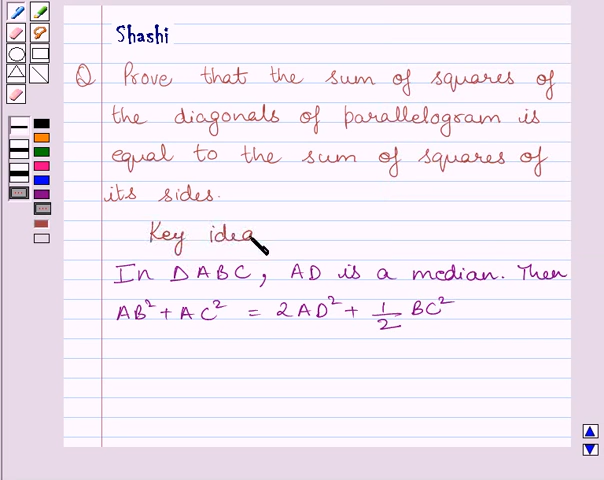 Shashi
Q Prove that the sum of squares of
the diagonals of parallelogram is
equal to the sum of squares of
its sides.
Key idea
In ΔABC, AD is a median. Then
AB² + AC² = 2AD² + 1/2 BC²